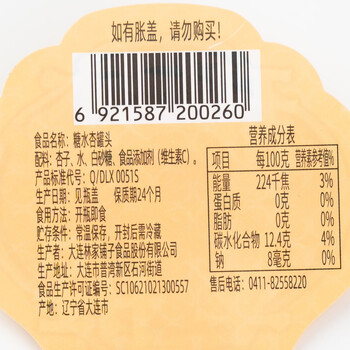 如有胀盖，请勿购买！
6 921587 200260
食品名称：糖水杏罐头
配料：杏子、水、白砂糖、食品添加剂（维生素C）。
产品标准代号：Q/DLX 0051S
生产日期：见瓶盖 保质期24个月
食用方法：开瓶即食
贮存条件：常温保存，开封后需冷藏
生产者：大连林家铺子食品股份有限公司
生产地址：大连市普湾新区石河街道
食品生产许可证编号：SC10621021300557
产地：辽宁省大连市
营养成分表
项目 每100克 营养素参考值%
能量 224千焦 3%
蛋白质 0克 0%
脂肪 0克 0%
碳水化合物 12.4克 4%
钠 8毫克 0%
售后电话：0411-82558220